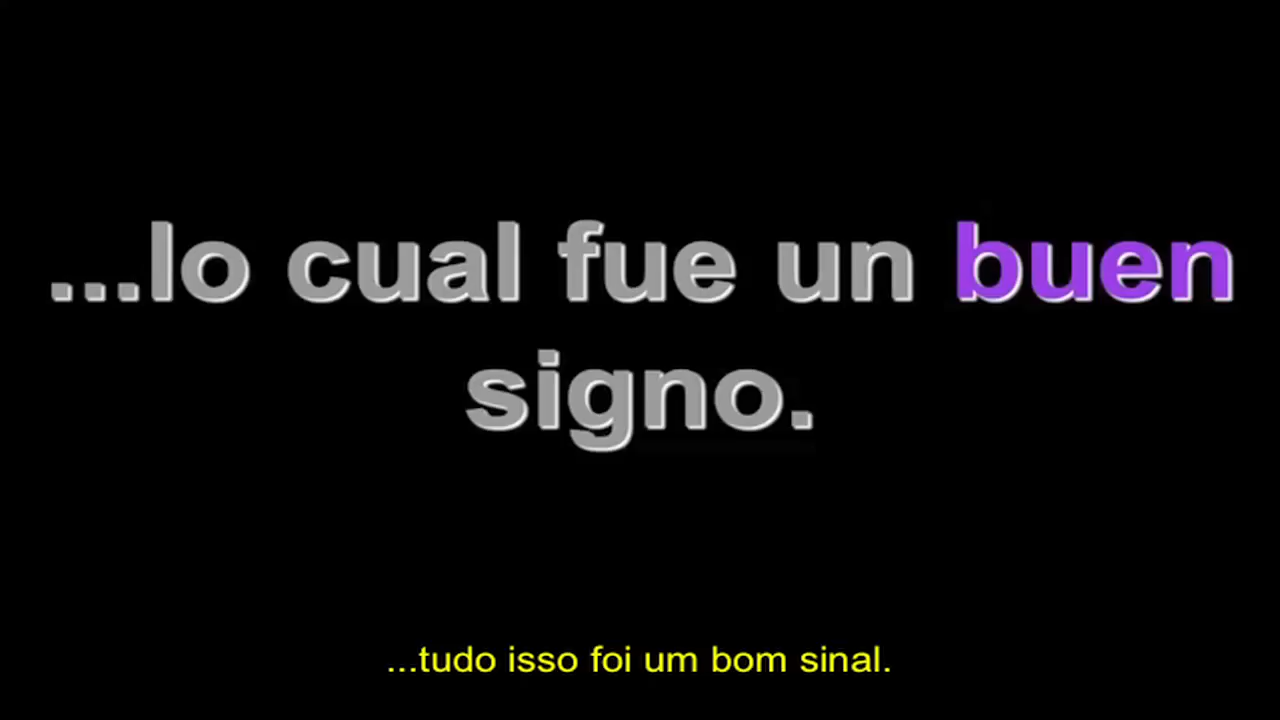 ...lo cual fue un buen
signo.
...tudo isso foi um bom sinal.